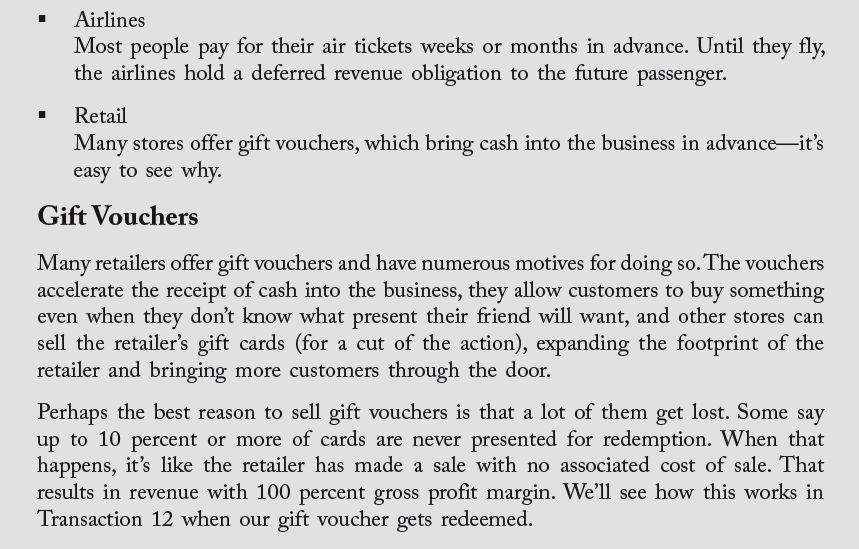 ▪ Airlines
Most people pay for their air tickets weeks or months in advance. Until they fly,
the airlines hold a deferred revenue obligation to the future passenger.
▪ Retail
Many stores offer gift vouchers, which bring cash into the business in advance—it’s
easy to see why.
Gift Vouchers
Many retailers offer gift vouchers and have numerous motives for doing so. The vouchers
accelerate the receipt of cash into the business, they allow customers to buy something
even when they don’t know what present their friend will want, and other stores can
sell the retailer’s gift cards (for a cut of the action), expanding the footprint of the
retailer and bringing more customers through the door.
Perhaps the best reason to sell gift vouchers is that a lot of them get lost. Some say
up to 10 percent or more of cards are never presented for redemption. When that
happens, it’s like the retailer has made a sale with no associated cost of sale. That
results in revenue with 100 percent gross profit margin. We’ll see how this works in
Transaction 12 when our gift voucher gets redeemed.